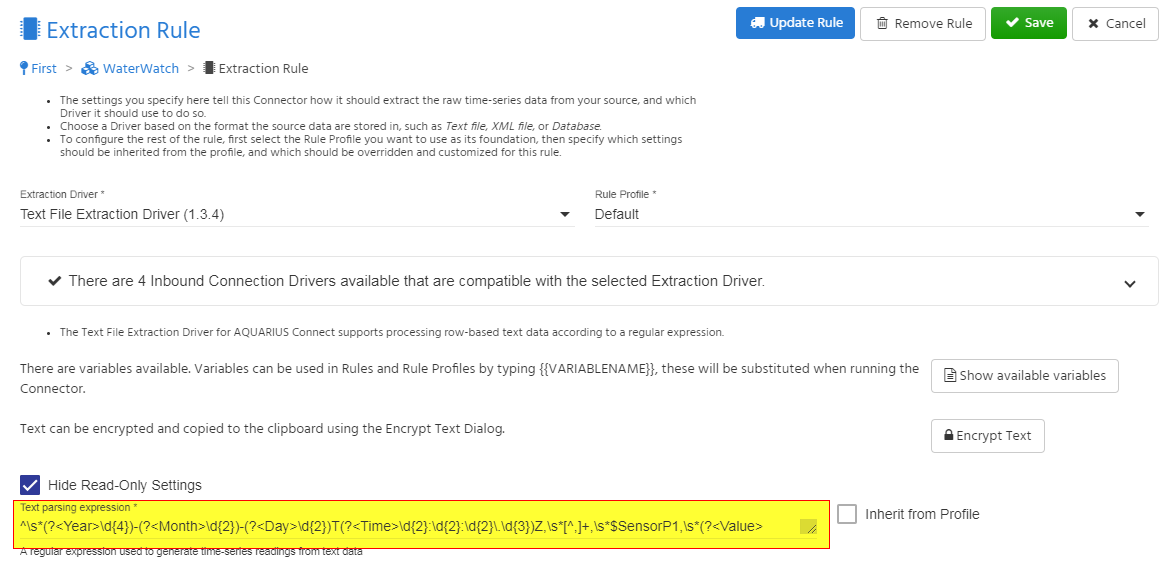 Extraction Rule
Update Rule
Remove Rule
Save
Cancel
First > WaterWatch > Extraction Rule
• The settings you specify here tell this Connector how it should extract the raw time-series data from your source, and which
Driver it should use to do so.
• Choose a Driver based on the format the source data are stored in, such as Text file, XML file, or Database.
• To configure the rest of the rule, first select the Rule Profile you want to use as its foundation, then specify which settings
should be inherited from the profile, and which should be overridden and customized for this rule.
Extraction Driver *
Rule Profile *
Text File Extraction Driver (1.3.4)
Default
There are 4 Inbound Connection Drivers available that are compatible with the selected Extraction Driver.
• The Text File Extraction Driver for AQUARIUS Connect supports processing row-based text data according to a regular expression.
There are variables available. Variables can be used in Rules and Rule Profiles by typing {{VARIABLENAME}}, these will be substituted when running the
Connector.
Show available variables
Text can be encrypted and copied to the clipboard using the Encrypt Text Dialog.
Encrypt Text
Hide Read-Only Settings
Text parsing expression *
^\s*(?<Year>\d{4})-(?<Month>\d{2})-(?<Day>\d{2})T(?<Time>\d{2}:\d{2}:\d{2}\.\d{3})Z,\s*[^,]+,\s*$SensorP1,\s*(?<Value>
Inherit from Profile
A regular expression used to generate time-series readings from text data